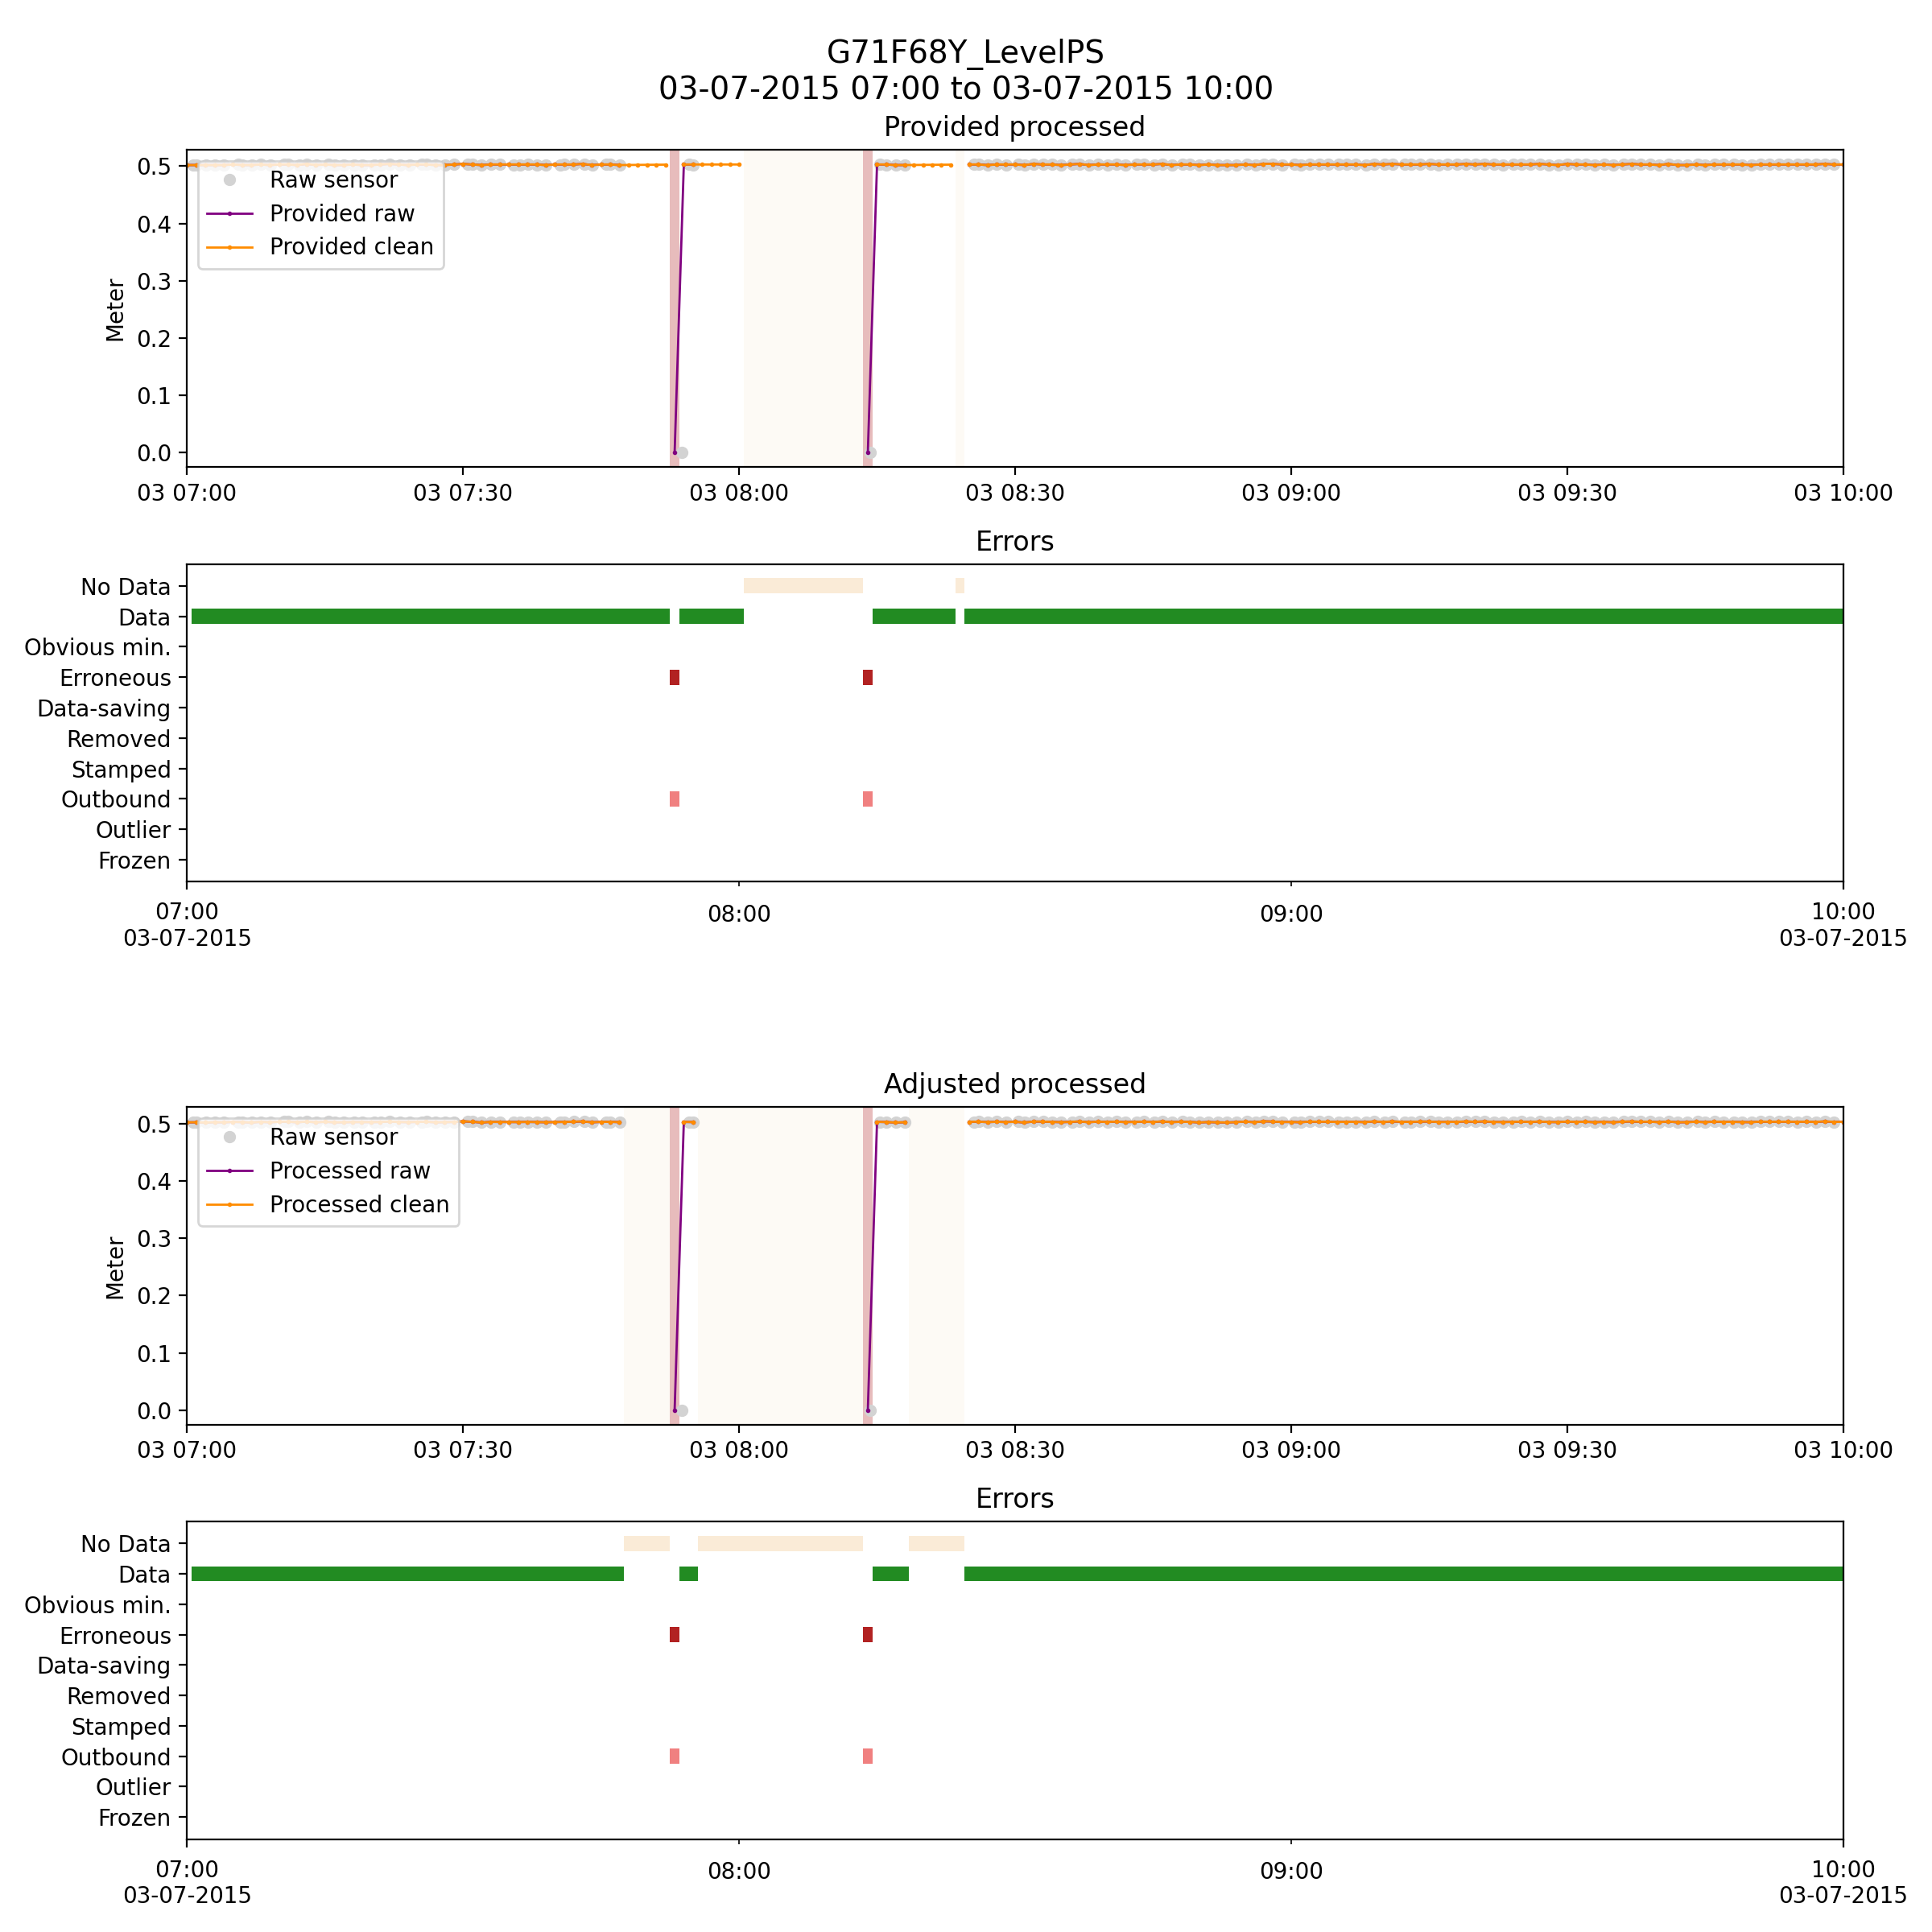 G71F68Y_LevelPS
03-07-2015 07:00 to 03-07-2015 10:00
Provided processed
Meter
0.5
0.4
0.3
0.2
0.1
0.0
Raw sensor
Provided raw
Provided clean
03 07:00 03 07:30 03 08:00 03 08:30 03 09:00 03 09:30 03 10:00
Errors
No Data
Data
Obvious min.
Erroneous
Data-saving
Removed
Stamped
Outbound
Outlier
Frozen
07:00 08:00 09:00 10:00
03-07-2015 03-07-2015
Adjusted processed
Meter
0.5
0.4
0.3
0.2
0.1
0.0
Raw sensor
Processed raw
Processed clean
03 07:00 03 07:30 03 08:00 03 08:30 03 09:00 03 09:30 03 10:00
Errors
No Data
Data
Obvious min.
Erroneous
Data-saving
Removed
Stamped
Outbound
Outlier
Frozen
07:00 08:00 09:00 10:00
03-07-2015 03-07-2015